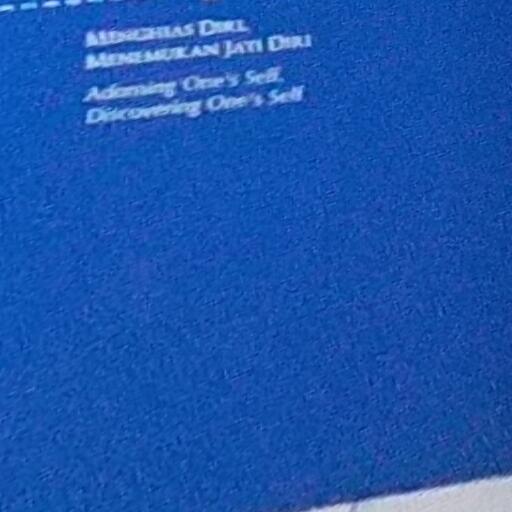 MENGHIAS DIRI,
MENEMUKAN JATI DIRI
Adorning One's Self,
Discovering One's Self